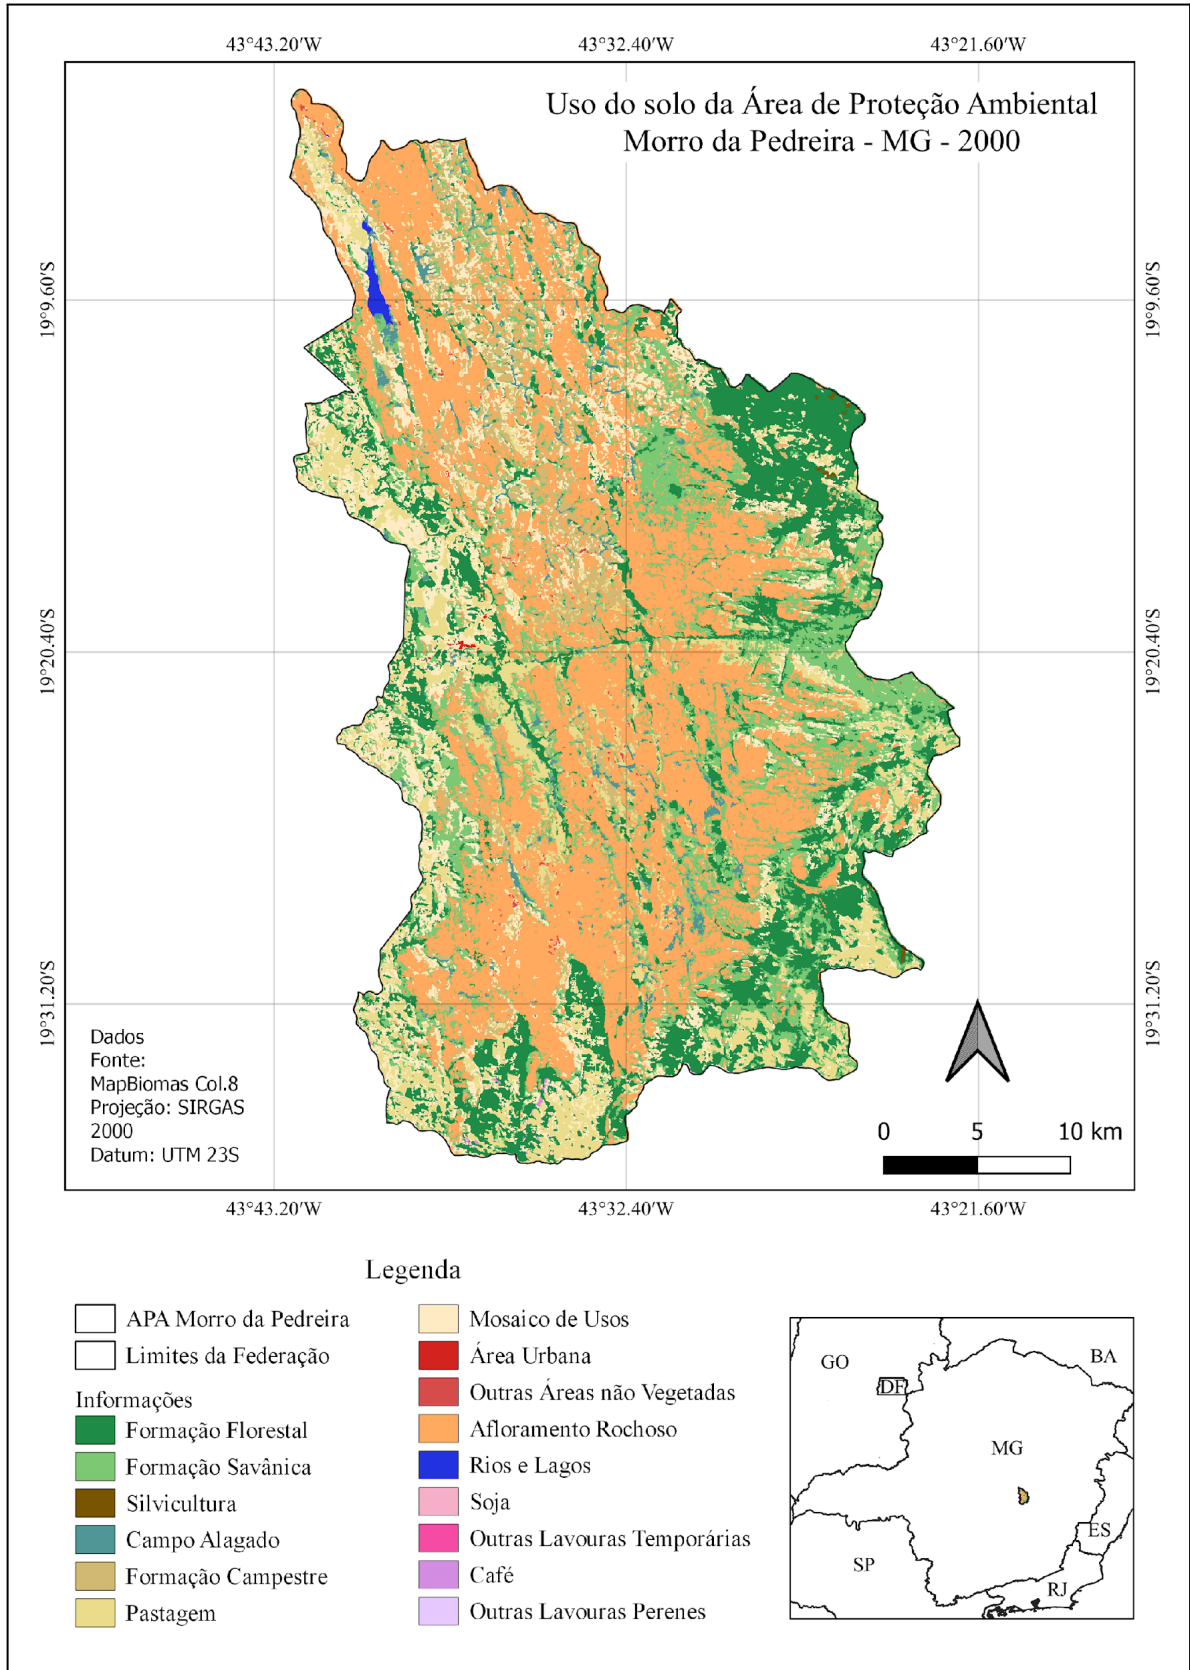 43°43.20'W
43°32.40'W
43°21.60'W
Uso do solo da Área de Proteção Ambiental
Morro da Pedreira - MG - 2000
19°9.60'S
19°9.60'S
19°20.40'S
19°20.40'S
19°31.20'S
19°31.20'S
Dados
Fonte:
MapBiomas Col.8
Projeção: SIRGAS
2000
Datum: UTM 23S
0 5 10 km
43°43.20'W
43°32.40'W
43°21.60'W
Legenda
APA Morro da Pedreira
Limites da Federação
Informações
Formação Florestal
Formação Savânica
Silvicultura
Campo Alagado
Formação Campestre
Pastagem
Mosaico de Usos
Área Urbana
Outras Áreas não Vegetadas
Afloramento Rochoso
Rios e Lagos
Soja
Outras Lavouras Temporárias
Café
Outras Lavouras Perenes
GO
DF
BA
MG
ES
SP
RJ